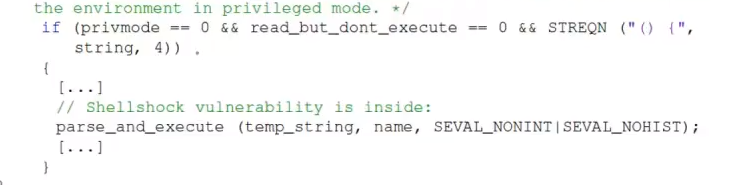 the environment in privileged mode. */
if (privmode == 0 && read_but_dont_execute == 0 && STREQN ("() {",
string, 4))
{
[...]
// Shellshock vulnerability is inside:
parse_and_execute (temp_string, name, SEVAL_NONINT|SEVAL_NOHIST);
[...]
}